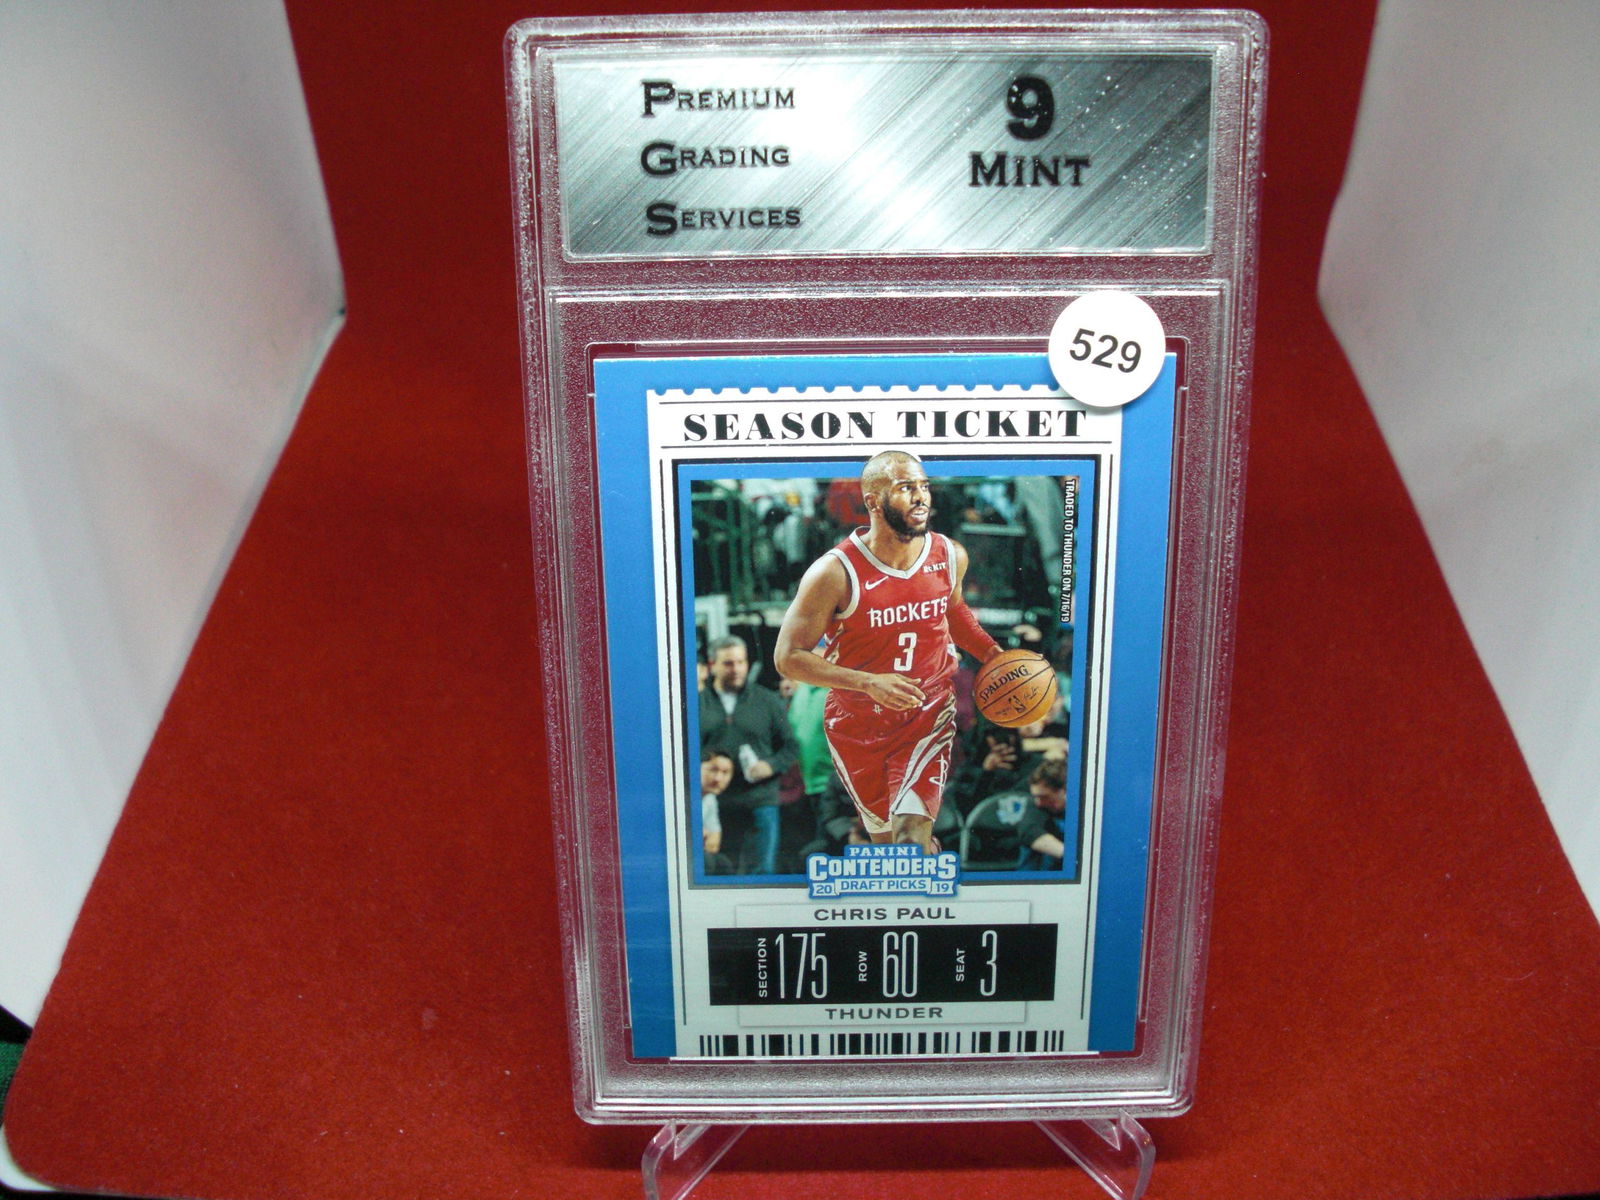 PREMIUM
GRADING
SERVICES
9
MINT
529
SEASON TICKET
TRADED TO THUNDER ON 7/16/19
ROCKETS
3
SPALDING
PANINI
CONTENDERS
20 DRAFT PICKS 19
CHRIS PAUL
SECTION 175 ROW 60 SEAT 3
THUNDER